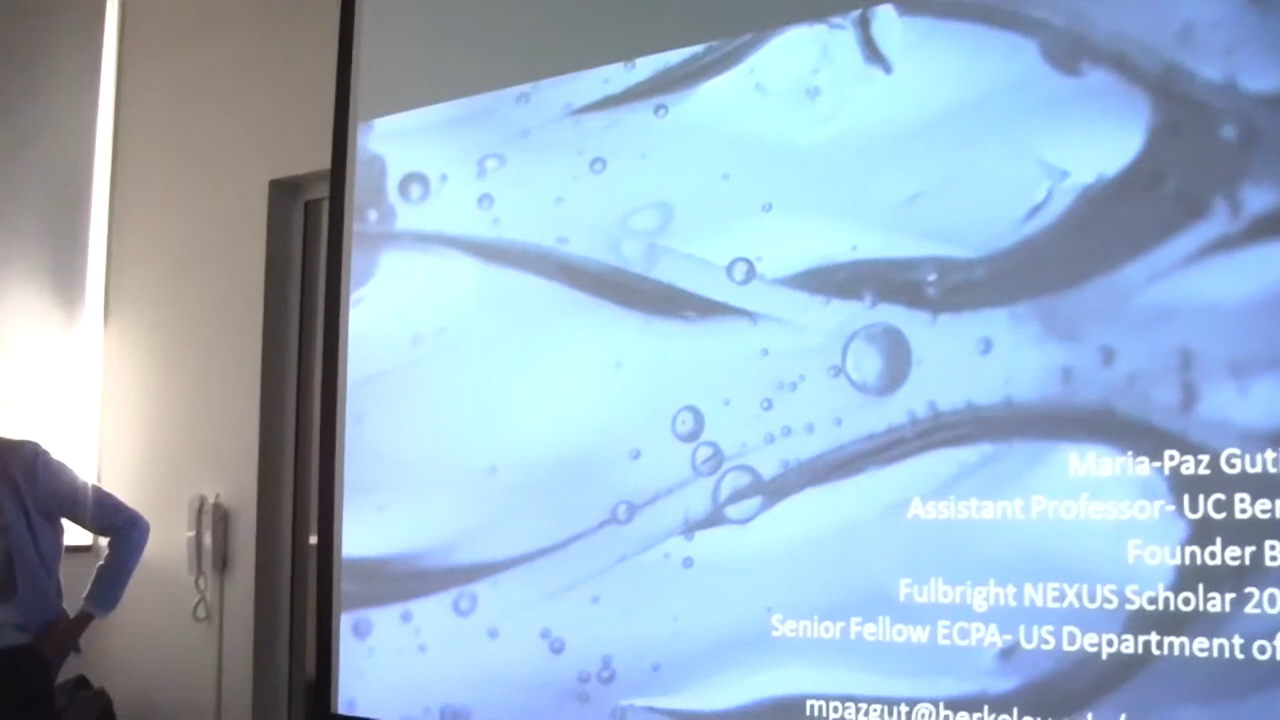 Maria-Paz Guti
Assistant Professor- UC Ber
Founder B
Fulbright NEXUS Scholar 20
Senior Fellow ECPA- US Department of